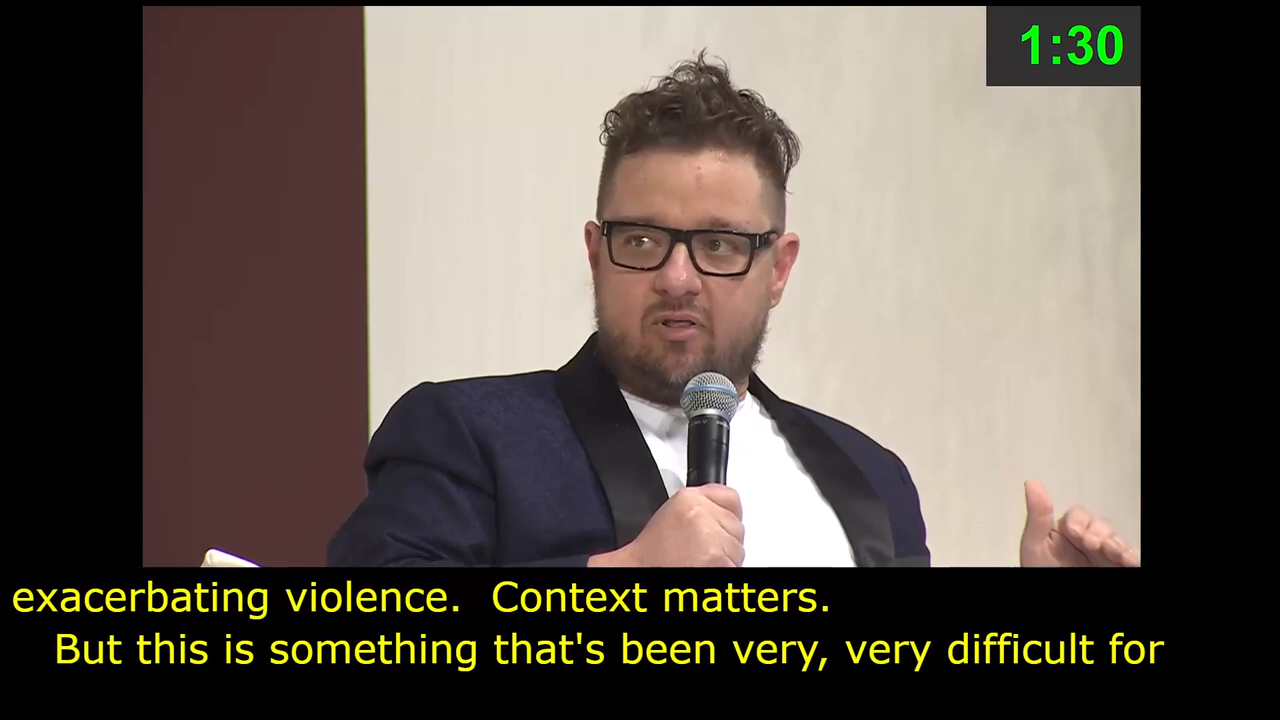 1:30
exacerbating violence.  Context matters.
But this is something that's been very, very difficult for